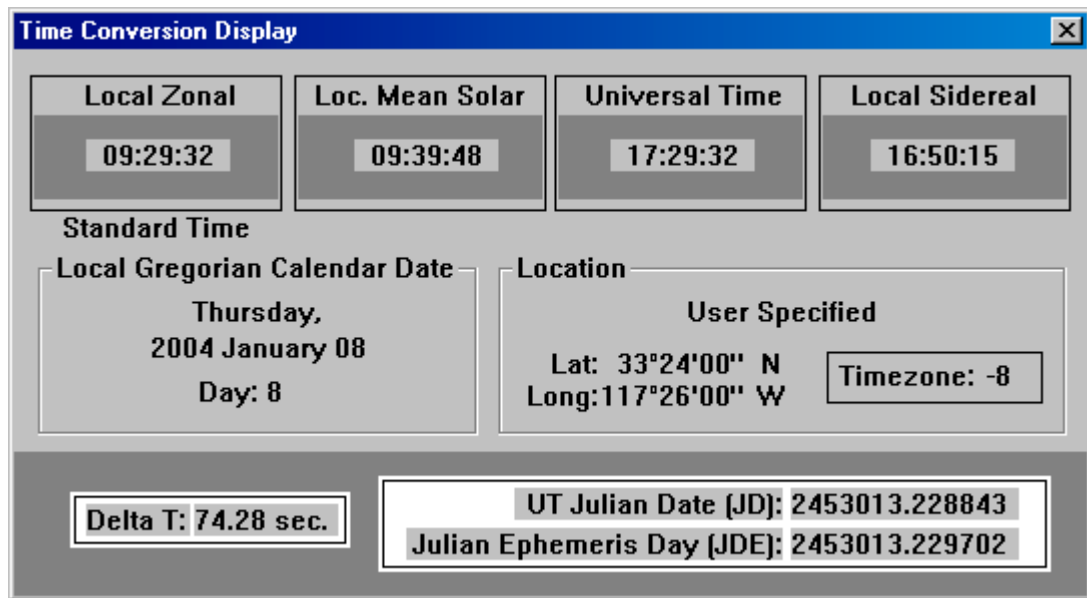 Time Conversion Display
Local Zonal
09:29:32
Loc. Mean Solar
09:39:48
Universal Time
17:29:32
Local Sidereal
16:50:15
Standard Time
Local Gregorian Calendar Date
Thursday,
2004 January 08
Day: 8
Location
User Specified
Lat: 33°24'00" N
Long:117°26'00" W
Timezone: -8
Delta T: 74.28 sec.
UT Julian Date (JD): 2453013.228843
Julian Ephemeris Day (JDE): 2453013.229702